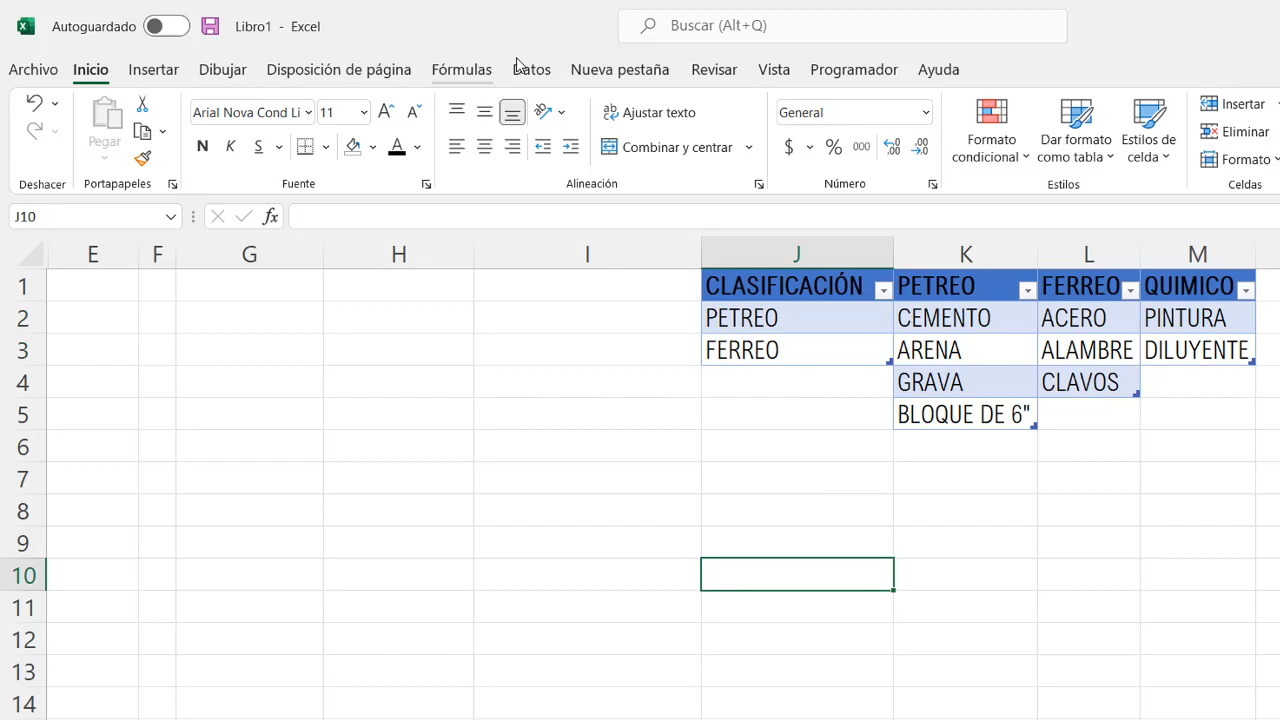 Autoguardado Libro1 - Excel Buscar (Alt+Q)
Archivo Inicio Insertar Dibujar Disposición de página Fórmulas Datos Nueva pestaña Revisar Vista Programador Ayuda
Arial Nova Cond Li 11 Ajustar texto General Insertar
Pegar N K S Combinar y centrar $ % 000 Formato condicional Dar formato como tabla Estilos de celda Eliminar
Formato
Deshacer Portapapeles Fuente Alineación Número Estilos Celdas
J10 fx
E F G H I J K L M
1 CLASIFICACIÓN PETREO FERREO QUIMICO
2 PETREO CEMENTO ACERO PINTURA
3 FERREO ARENA ALAMBRE DILUYENTE
4 GRAVA CLAVOS
5 BLOQUE DE 6"
6
7
8
9
10
11
12
13
14